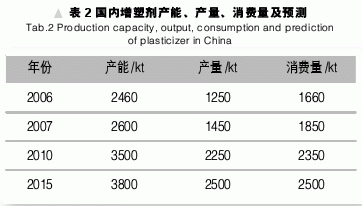 ▲ 表2 国内增塑剂产能、产量、消费量及预测
Tab.2 Production capacity, output, consumption and prediction
of plasticizer in China
年份 产能/kt 产量/kt 消费量/kt
2006 2460 1250 1660
2007 2600 1450 1850
2010 3500 2250 2350
2015 3800 2500 2500